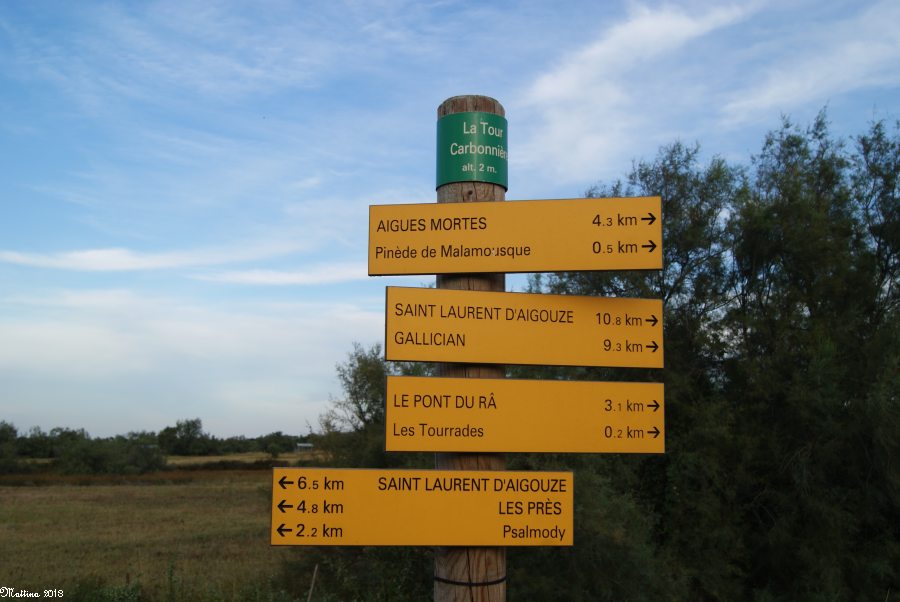 La Tour
Carbonnière
alt. 2 m.
AIGUES MORTES 4.3 km →
Pinède de Malamousque 0.5 km →
SAINT LAURENT D'AIGOUZE 10.8 km →
GALLICIAN 9.3 km →
LE PONT DU RÂ 3.1 km →
Les Tourrades 0.2 km →
← 6.5 km SAINT LAURENT D'AIGOUZE
← 4.8 km LES PRÈS
← 2.2 km Psalmody
Mattina 2018